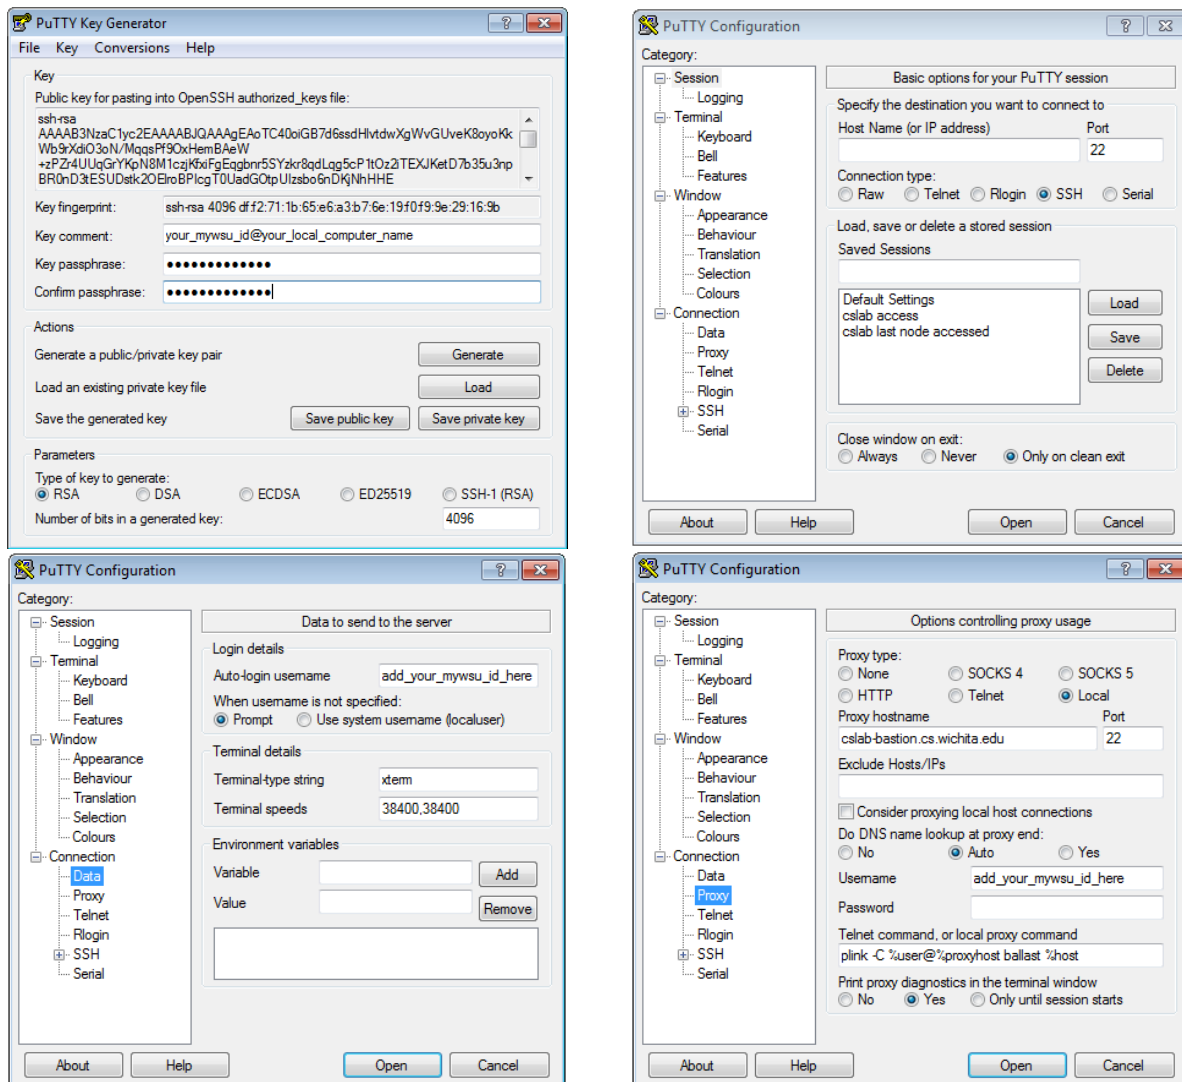 PuTTY Key Generator
File Key Conversions Help
Key
Public key for pasting into OpenSSH authorized_keys file:
ssh-rsa
AAAAB3NzaC1yc2EAAAABJQAAAgEAoTC40oiGB7d6ssdHlvtdwXgWvGUveK8oyoKk
Wb9rXdiO3oN/MqqsPf9OxHemBAeW
+zPZr4UUqGrYKpN8M1czjKfxiFgEqgbnr5SYzkr8qdLqg5cP1tOz2iTEXJKetD7b35u3np
BR0nD3tESUDstk2OElroBPlcgT0UadGOtpUlzsbo6nDKjNhHHE
Key fingerprint: ssh-rsa 4096 df:f2:71:1b:65:e6:a3:b7:6e:19:f0:f9:9e:29:16:9b
Key comment: your_mywsu_id@your_local_computer_name
Key passphrase: •••••••••••••
Confirm passphrase: •••••••••••••
Actions
Generate a public/private key pair Generate
Load an existing private key file Load
Save the generated key Save public key Save private key
Parameters
Type of key to generate:
RSA DSA ECDSA ED25519 SSH-1 (RSA)
Number of bits in a generated key: 4096
PuTTY Configuration
Category:
Session
Logging
Terminal
Keyboard
Bell
Features
Window
Appearance
Behaviour
Translation
Selection
Colours
Connection
Data
Proxy
Telnet
Rlogin
SSH
Serial
Basic options for your PuTTY session
Specify the destination you want to connect to
Host Name (or IP address) Port
22
Connection type:
Raw Telnet Rlogin SSH Serial
Load, save or delete a stored session
Saved Sessions
Default Settings
cslab access
cslab last node accessed
Load
Save
Delete
Close window on exit:
Always Never Only on clean exit
About Help Open Cancel
PuTTY Configuration
Category:
Session
Logging
Terminal
Keyboard
Bell
Features
Window
Appearance
Behaviour
Translation
Selection
Colours
Connection
Data
Proxy
Telnet
Rlogin
SSH
Serial
Data to send to the server
Login details
Auto-login username add_your_mywsu_id_here
When username is not specified:
Prompt Use system username (localuser)
Terminal details
Terminal-type string xterm
Terminal speeds 38400,38400
Environment variables
Variable Add
Value Remove
About Help Open Cancel
PuTTY Configuration
Category:
Session
Logging
Terminal
Keyboard
Bell
Features
Window
Appearance
Behaviour
Translation
Selection
Colours
Connection
Data
Proxy
Telnet
Rlogin
SSH
Serial
Options controlling proxy usage
Proxy type:
None SOCKS 4 SOCKS 5
HTTP Telnet Local
Proxy hostname Port
cslab-bastion.cs.wichita.edu 22
Exclude Hosts/IPs
Consider proxying local host connections
Do DNS name lookup at proxy end:
No Auto Yes
Username add_your_mywsu_id_here
Password
Telnet command, or local proxy command
plink -C %user@%proxyhost ballast %host
Print proxy diagnostics in the terminal window
No Yes Only until session starts
About Help Open Cancel